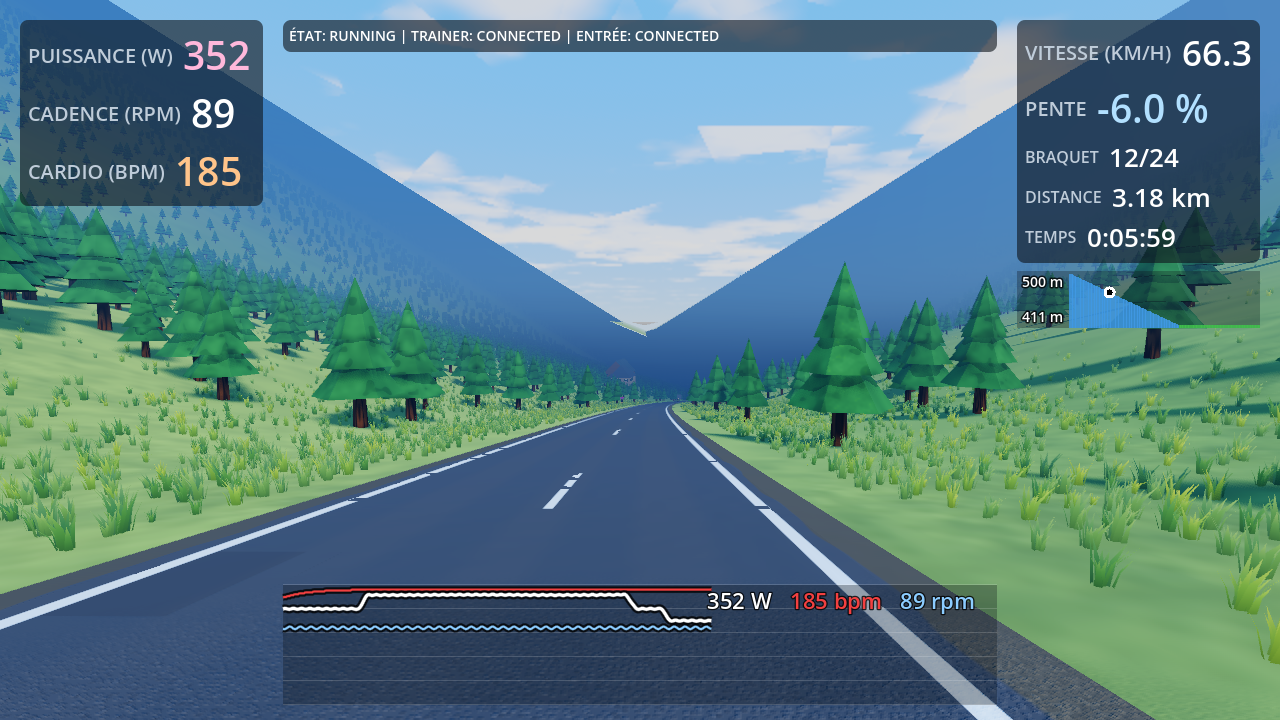 PUISSANCE (W) 352
CADENCE (RPM) 89
CARDIO (BPM) 185
ÉTAT: RUNNING | TRAINER: CONNECTED | ENTRÉE: CONNECTED
VITESSE (KM/H) 66.3
PENTE -6.0 %
BRAQUET 12/24
DISTANCE 3.18 km
TEMPS 0:05:59
500 m
411 m
352 W 185 bpm 89 rpm